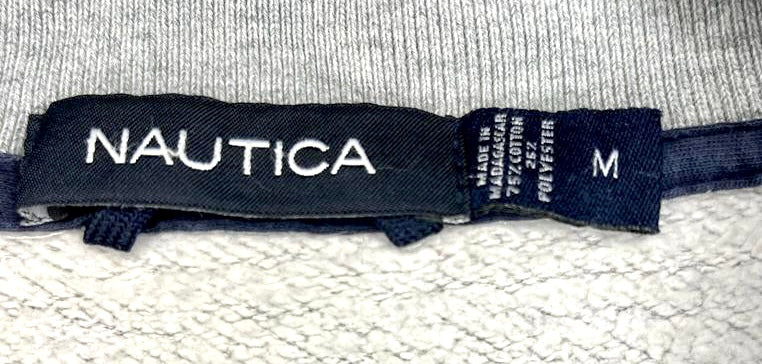 NAUTICA
MADE IN
MADAGASCAR
75% COTTON
25%
POLYESTER
M